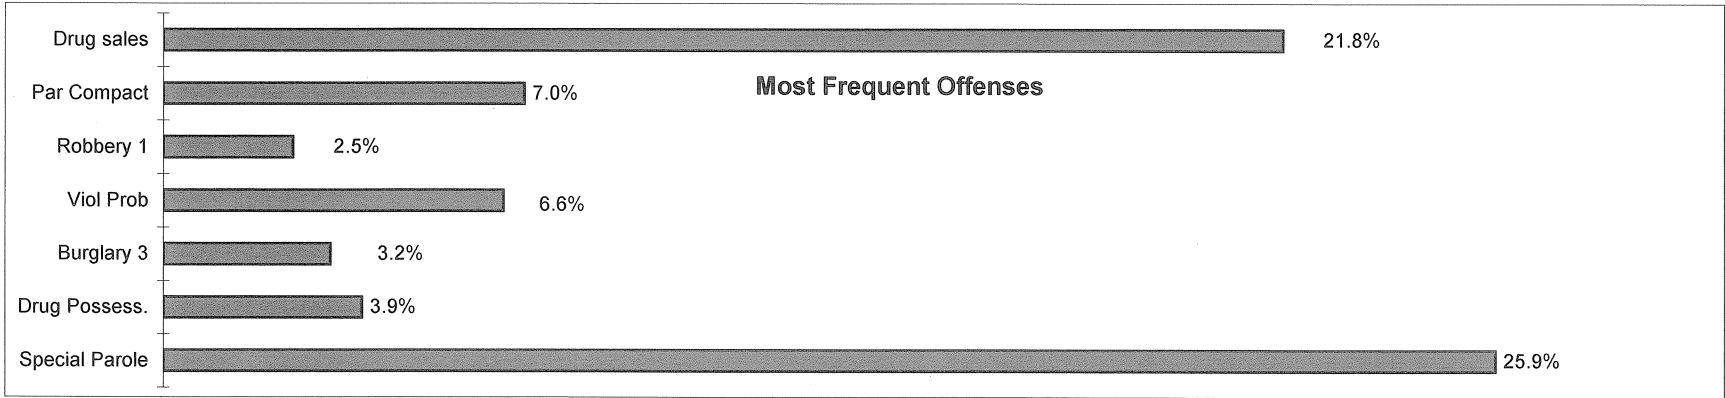 Most Frequent Offenses
Drug sales 21.8%
Par Compact 7.0%
Robbery 1 2.5%
Viol Prob 6.6%
Burglary 3 3.2%
Drug Possess. 3.9%
Special Parole 25.9%